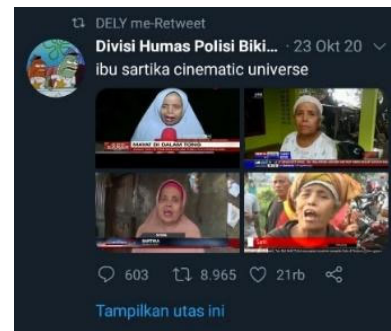 DELY me-Retweet
Divisi Humas Polisi Biki... · 23 Okt 20
ibu sartika cinematic universe
MAYAT DI DALAM TONG
SARTIKA
603 8.965 21rb
Tampilkan utas ini